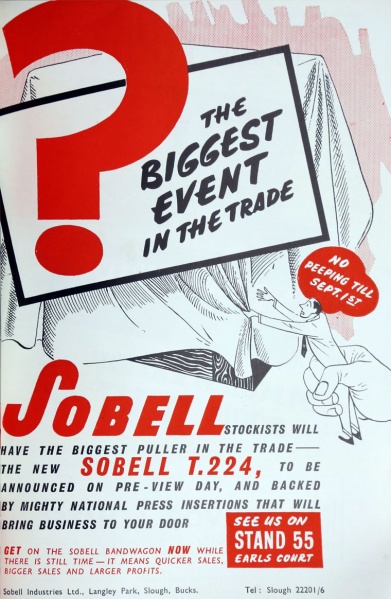 ?
THE
BIGGEST
EVENT
IN THE TRADE
NO
PEEPING TILL
SEPT. 1ST
SOBELL STOCKISTS WILL
HAVE THE BIGGEST PULLER IN THE TRADE—
THE NEW SOBELL T.224, TO BE
ANNOUNCED ON PRE-VIEW DAY, AND BACKED
BY MIGHTY NATIONAL PRESS INSERTIONS THAT WILL
BRING BUSINESS TO YOUR DOOR
SEE US ON
STAND 55
EARLS COURT
GET ON THE SOBELL BANDWAGON NOW WHILE
THERE IS STILL TIME—IT MEANS QUICKER SALES,
BIGGER SALES AND LARGER PROFITS.
Sobell Industries Ltd., Langley Park, Slough, Bucks. Tel: Slough 22201/6